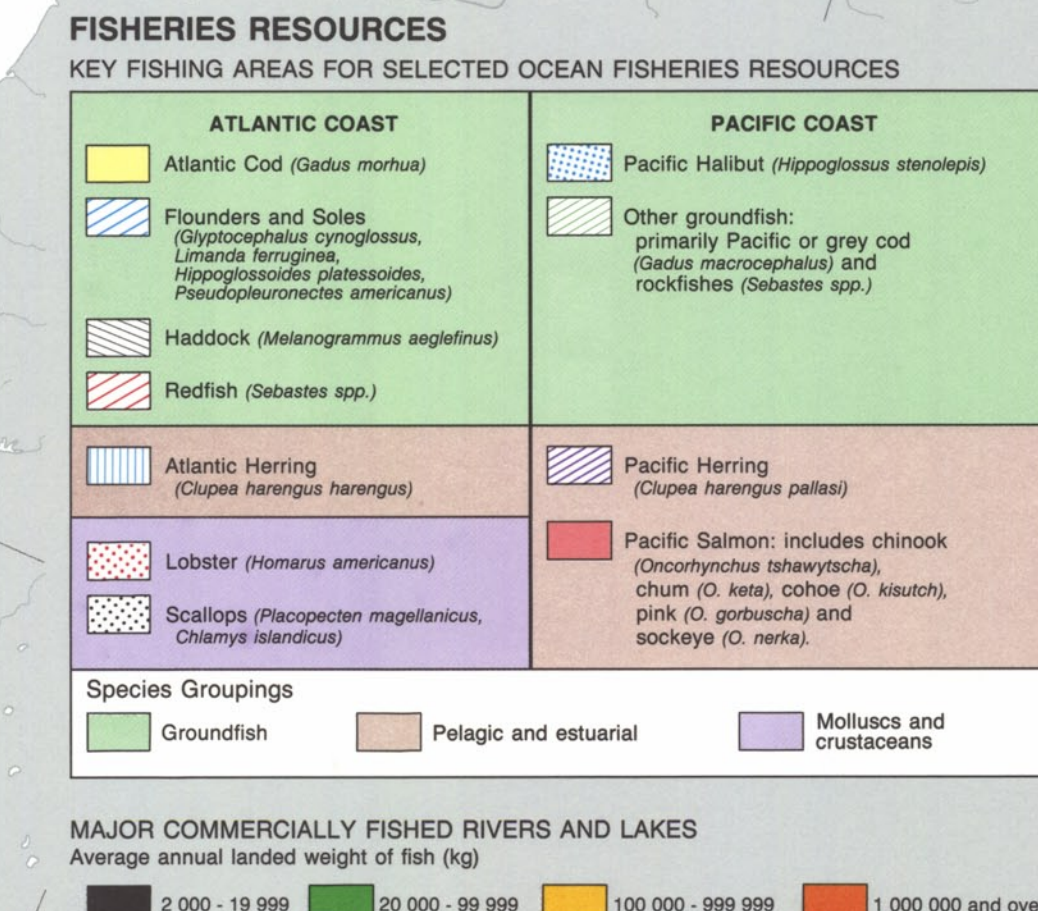 FISHERIES RESOURCES
KEY FISHING AREAS FOR SELECTED OCEAN FISHERIES RESOURCES
ATLANTIC COAST
Atlantic Cod (Gadus morhua)
Flounders and Soles
(Glyptocephalus cynoglossus,
Limanda ferruginea,
Hippoglossoides platessoides,
Pseudopleuronectes americanus)
Haddock (Melanogrammus aeglefinus)
Redfish (Sebastes spp.)
Atlantic Herring
(Clupea harengus harengus)
Lobster (Homarus americanus)
Scallops (Placopecten magellanicus,
Chlamys islandicus)
PACIFIC COAST
Pacific Halibut (Hippoglossus stenolepis)
Other groundfish:
primarily Pacific or grey cod
(Gadus macrocephalus) and
rockfishes (Sebastes spp.)
Pacific Herring
(Clupea harengus pallasi)
Pacific Salmon: includes chinook
(Oncorhynchus tshawytscha),
chum (O. keta), cohoe (O. kisutch),
pink (O. gorbuscha) and
sockeye (O. nerka).
Species Groupings
Groundfish
Pelagic and estuarial
Molluscs and
crustaceans
MAJOR COMMERCIALLY FISHED RIVERS AND LAKES
Average annual landed weight of fish (kg)
2 000 - 19 999
20 000 - 99 999
100 000 - 999 999
1 000 000 and ove